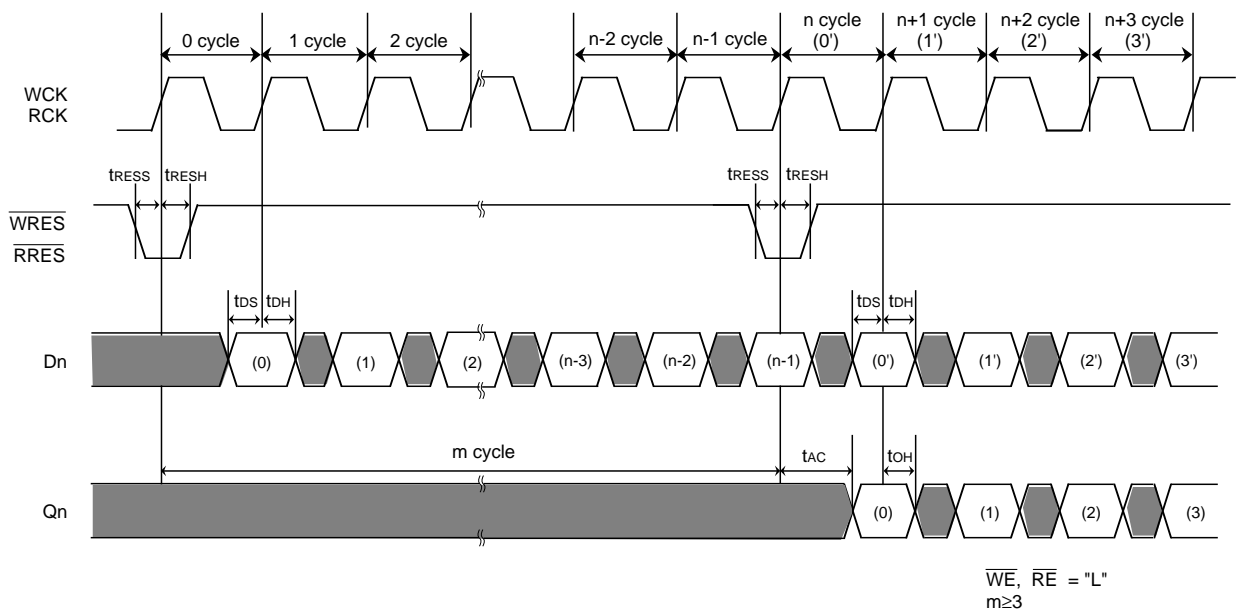 0 cycle 1 cycle 2 cycle n-2 cycle n-1 cycle n cycle (0') n+1 cycle (1') n+2 cycle (2') n+3 cycle (3')
WCK
RCK
tRESS tRESH tRESS tRESH
WRES
RRES
tDS tDH tDS tDH
Dn (0) (1) (2) (n-3) (n-2) (n-1) (0') (1') (2') (3')
m cycle tAC tOH
Qn (0) (1) (2) (3)
WE, RE = "L"
m≥3